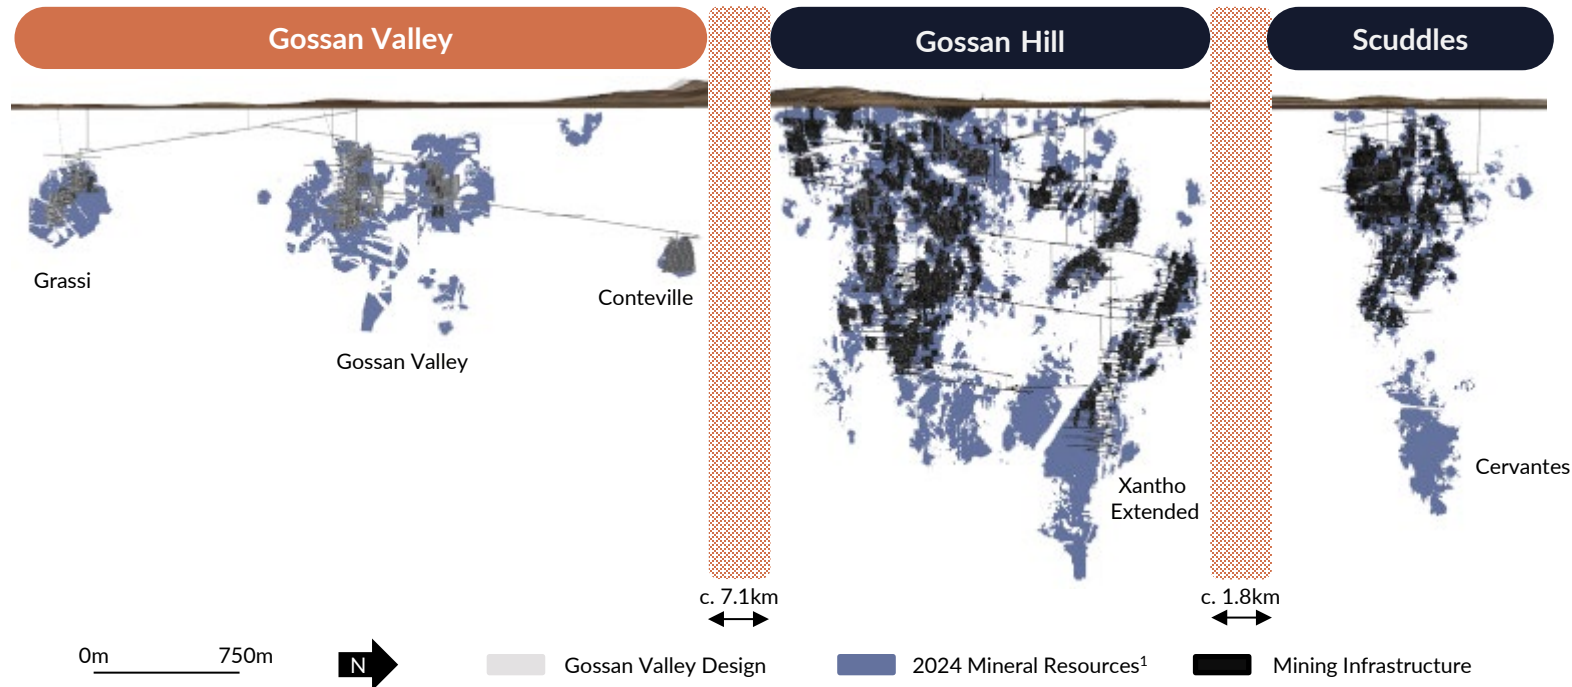 Gossan Valley
Gossan Hill
Scuddles
Grassi
Conteville
Gossan Valley
Cervantes
Xantho
Extended
c. 7.1km
c. 1.8km
0m
750m
N
Gossan Valley Design
2024 Mineral Resources¹
Mining Infrastructure